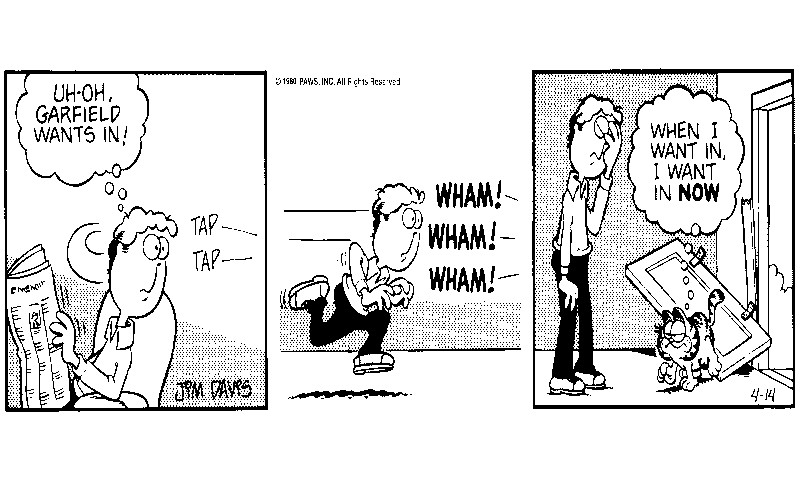 UH-OH,
GARFIELD
WANTS IN!
TAP
TAP
JIM DAVIS
© 1980 PAWS, INC. All Rights Reserved
WHAM!
WHAM!
WHAM!
WHEN I
WANT IN,
I WANT
IN NOW
4-14